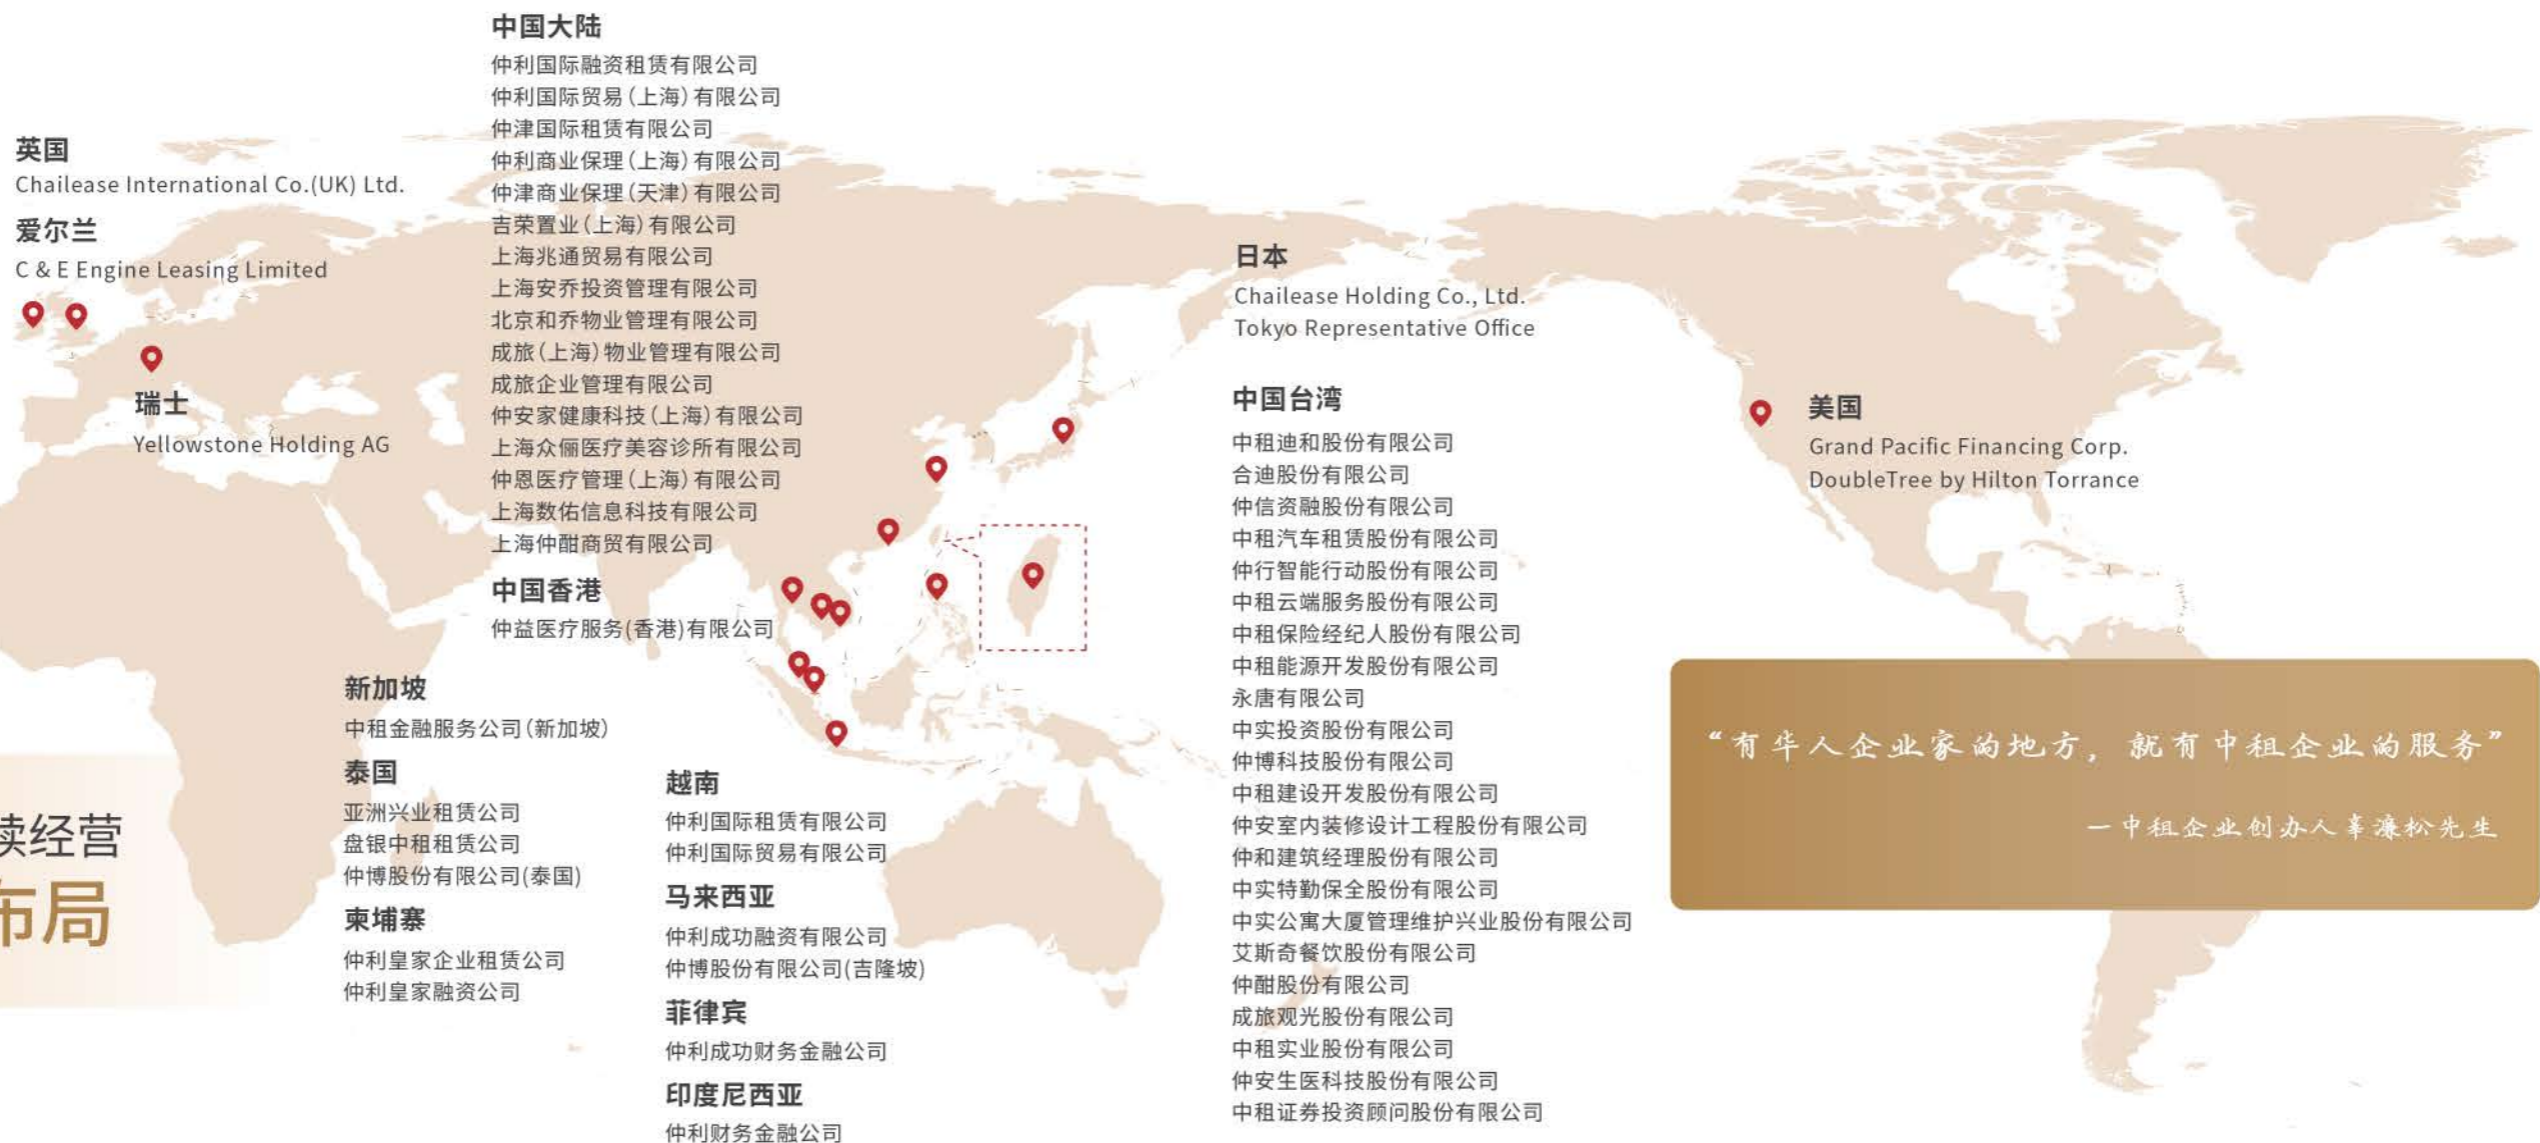 英国
Chailease International Co.(UK) Ltd.
爱尔兰
C & E Engine Leasing Limited
瑞士
Yellowstone Holding AG
中国大陆
仲利国际融资租赁有限公司
仲利国际贸易(上海)有限公司
仲津国际租赁有限公司
仲利商业保理(上海)有限公司
仲津商业保理(天津)有限公司
吉荣置业(上海)有限公司
上海兆通贸易有限公司
上海安乔投资管理有限公司
北京和乔物业管理有限公司
成旅(上海)物业管理有限公司
成旅企业管理有限公司
仲安家健康科技(上海)有限公司
上海众俪医疗美容诊所有限公司
仲恩医疗管理(上海)有限公司
上海数佑信息科技有限公司
上海仲酣商贸有限公司
中国香港
仲益医疗服务(香港)有限公司
新加坡
中租金融服务公司(新加坡)
泰国
亚洲兴业租赁公司
盘银中租租赁公司
仲博股份有限公司(泰国)
柬埔寨
仲利皇家企业租赁公司
仲利皇家融资公司
越南
仲利国际租赁有限公司
仲利国际贸易有限公司
马来西亚
仲利成功融资有限公司
仲博股份有限公司(吉隆坡)
菲律宾
仲利成功财务金融公司
印度尼西亚
仲利财务金融公司
日本
Chailease Holding Co., Ltd.
Tokyo Representative Office
中国台湾
中租迪和股份有限公司
合迪股份有限公司
仲信资融股份有限公司
中租汽车租赁股份有限公司
仲行智能行动股份有限公司
中租云端服务股份有限公司
中租保险经纪人股份有限公司
中租能源开发股份有限公司
永唐有限公司
中实投资股份有限公司
仲博科技股份有限公司
中租建设开发股份有限公司
仲安室内装修设计工程股份有限公司
仲和建筑经理股份有限公司
中实特勤保全股份有限公司
中实公寓大厦管理维护兴业股份有限公司
艾斯奇餐饮股份有限公司
仲酣股份有限公司
成旅观光股份有限公司
中租实业股份有限公司
仲安生医科技股份有限公司
中租证券投资顾问股份有限公司
美国
Grand Pacific Financing Corp.
DoubleTree by Hilton Torrance
“有华人企业家的地方，就有中租企业的服务”
—中租企业创办人辜濂松先生
续经营
布局